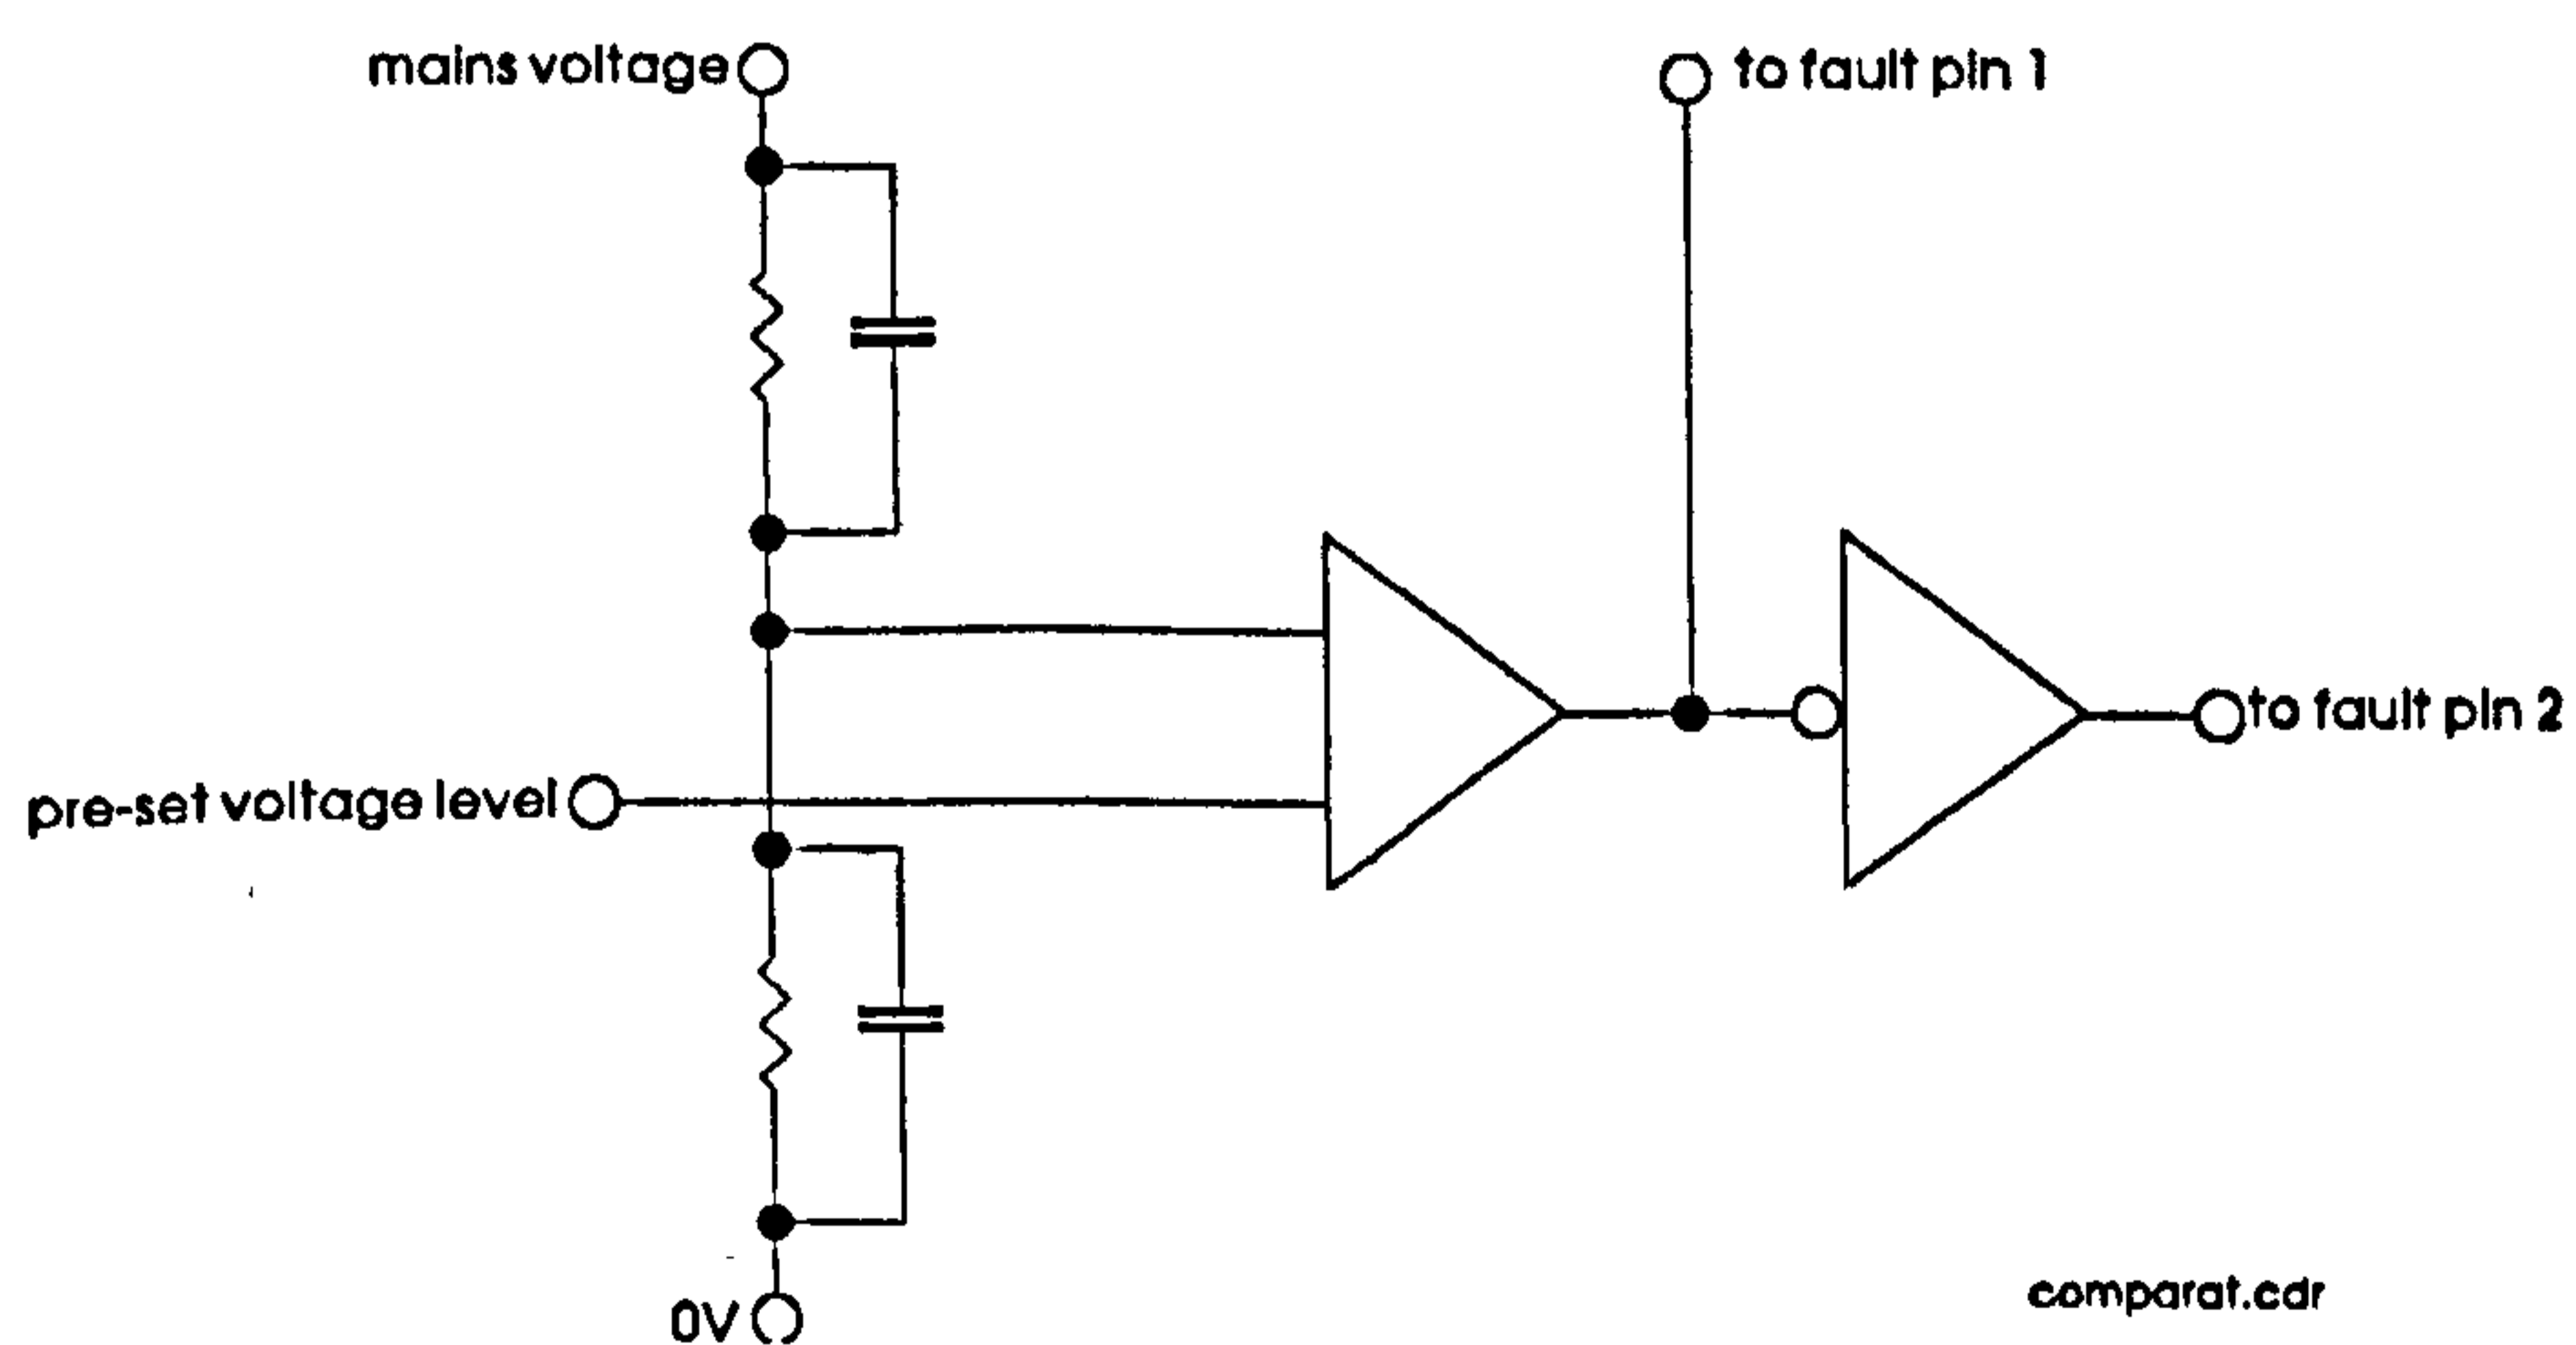 mains voltage
to fault pin 1
pre-set voltage level
to fault pin 2
0V
comparat.cdr